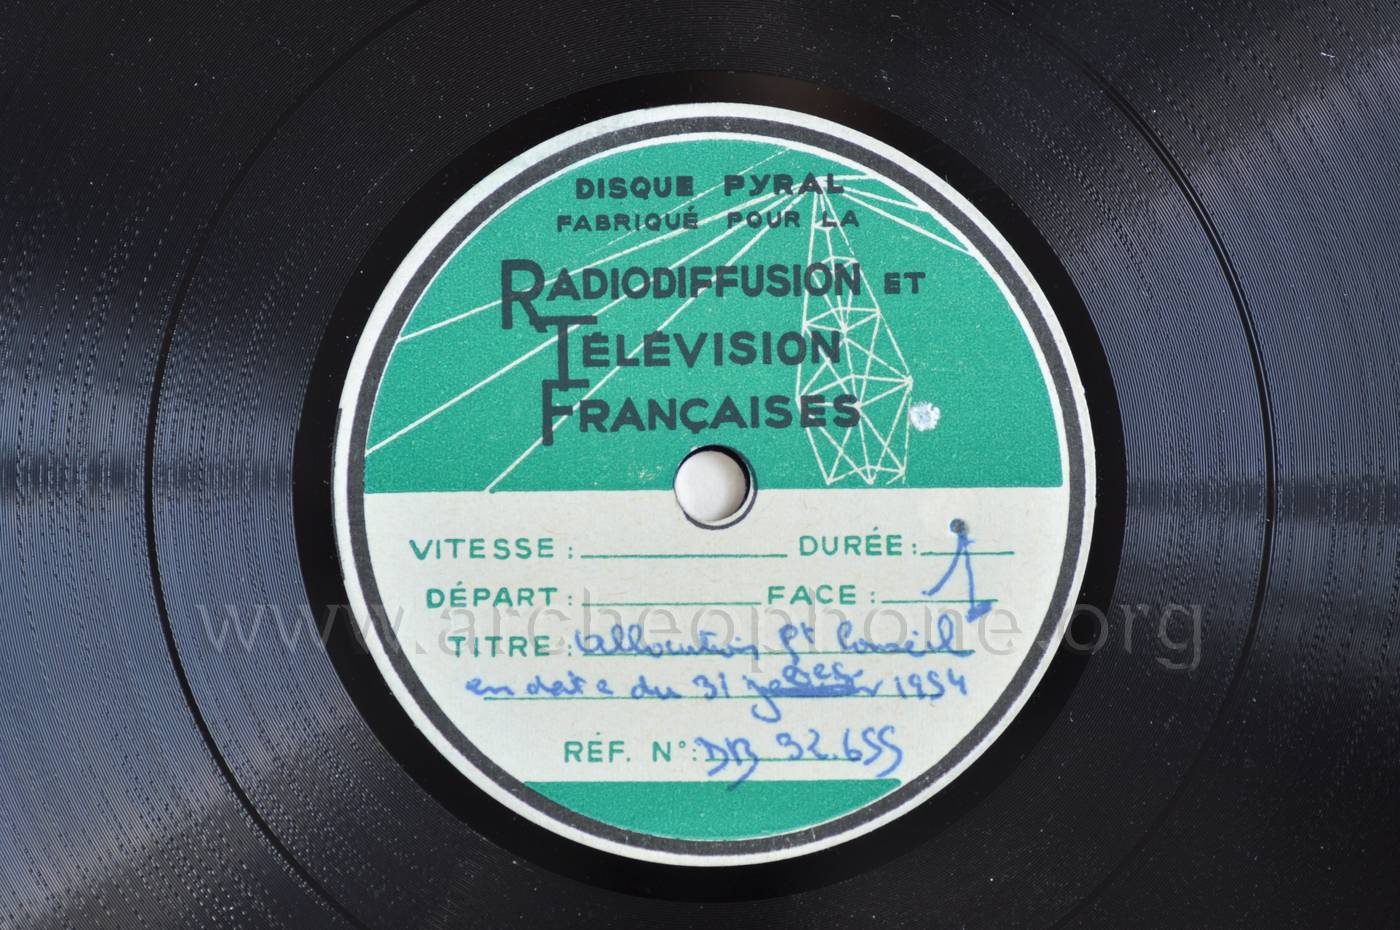 DISQUE PYRAL
FABRIQUÉ POUR LA
RADIODIFFUSION ET
TÉLÉVISION
FRANÇAISES
VITESSE : DURÉE :
DÉPART : FACE : 1
www.archeophone.org
TITRE : allocution Pt Conseil
en date du 31 1954
RÉF. N° : DB 92.655